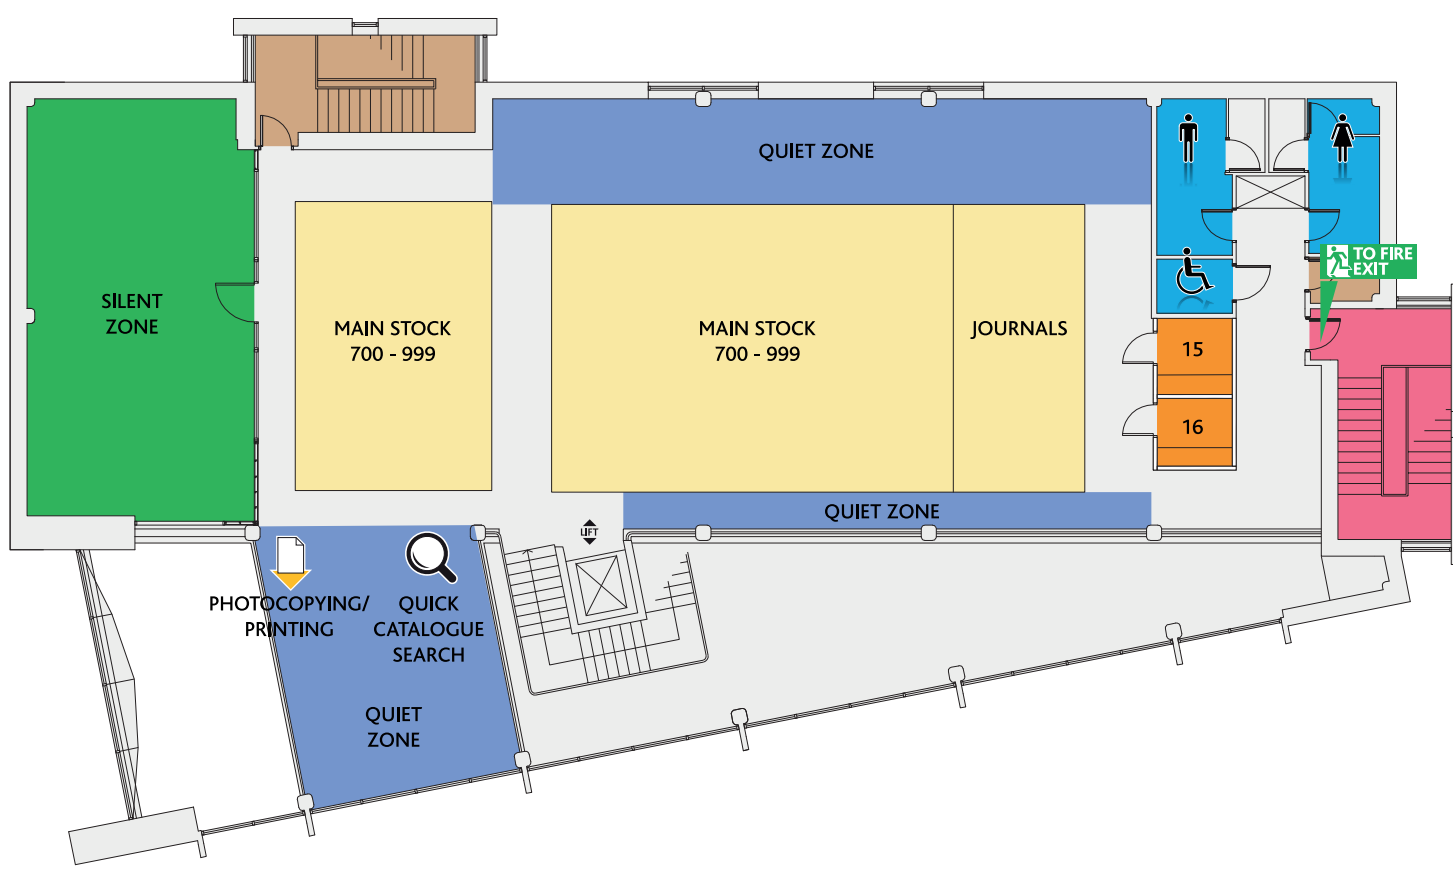 QUIET ZONE
TO FIRE
EXIT
SILENT
ZONE
MAIN STOCK
700 - 999
MAIN STOCK
700 - 999
JOURNALS
15
16
QUIET ZONE
LIFT
PHOTOCOPYING/
PRINTING
QUICK
CATALOGUE
SEARCH
QUIET
ZONE